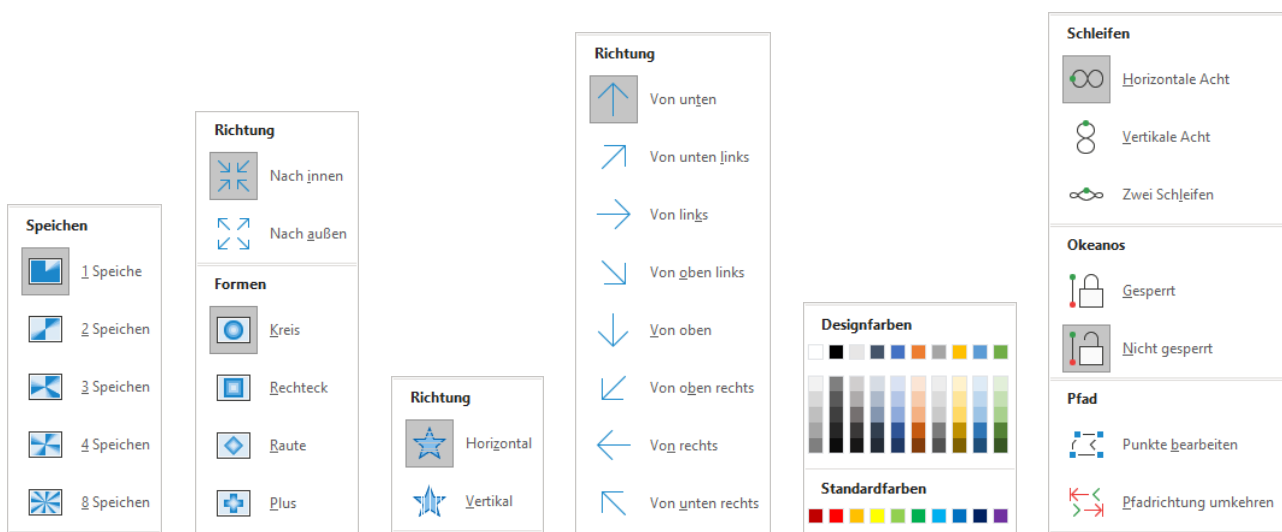 Speichen
1 Speiche
2 Speichen
3 Speichen
4 Speichen
8 Speichen
Richtung
Nach innen
Nach außen
Formen
Kreis
Rechteck
Raute
Plus
Richtung
Horizontal
Vertikal
Richtung
Von unten
Von unten links
Von links
Von oben links
Von oben
Von oben rechts
Von rechts
Von unten rechts
Designfarben
Standardfarben
Schleifen
Horizontale Acht
Vertikale Acht
Zwei Schleifen
Okeanos
Gesperrt
Nicht gesperrt
Pfad
Punkte bearbeiten
Pfadrichtung umkehren